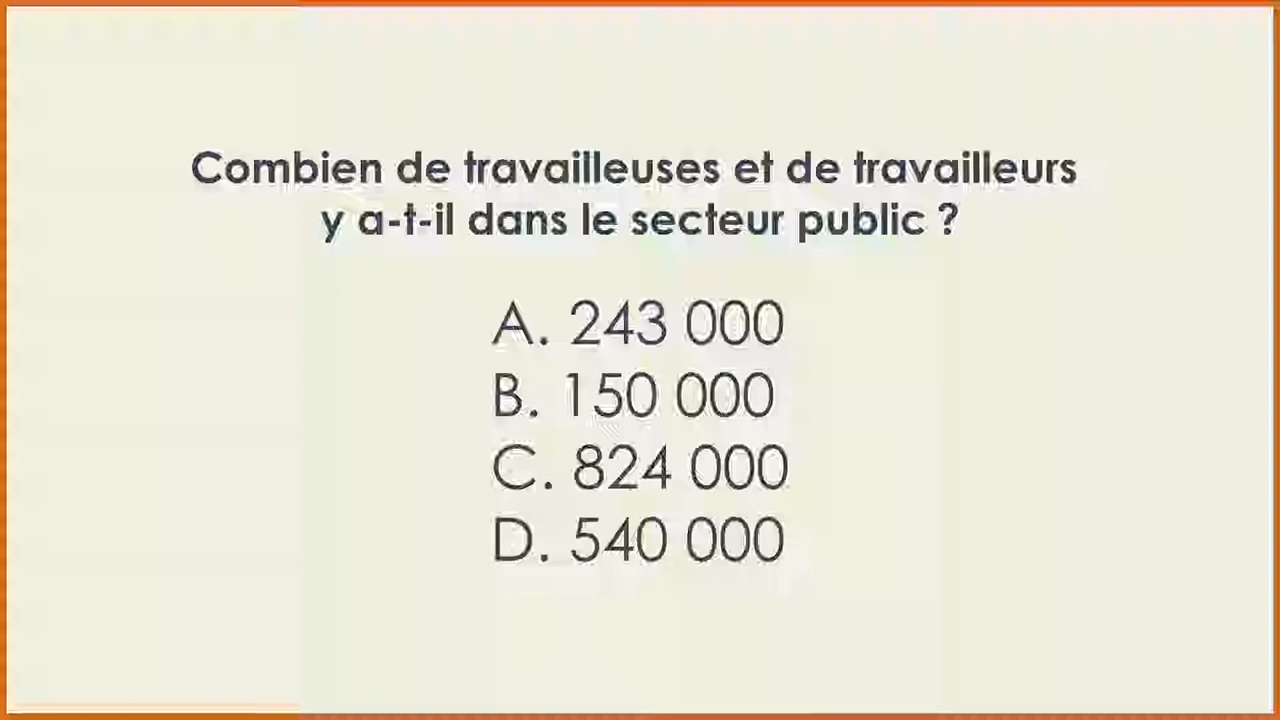 Combien de travailleuses et de travailleurs
y a-t-il dans le secteur public ?
A. 243 000
B. 150 000
C. 824 000
D. 540 000